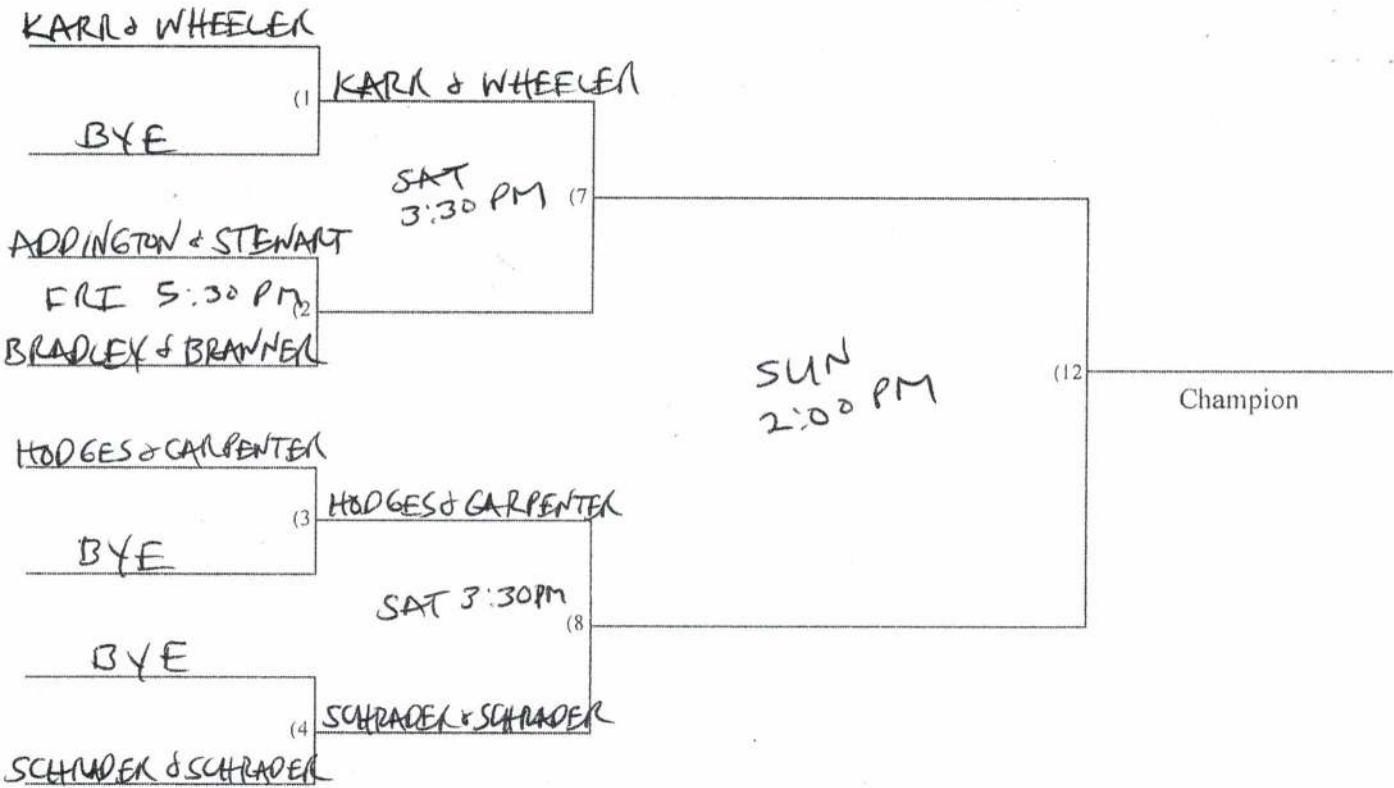 KARR & WHEELER
(1
KARR & WHEELER
BYE
SAT
3:30 PM
(7
ADDINGTON & STEWART
FRI 5:30 PM
(2
BRADLEY & BRANNER
SUN
2:00 PM
(12
Champion
HODGES & CARPENTER
(3
HODGES & CARPENTER
BYE
SAT 3:30PM
(8
BYE
(4
SCHRADER & SCHRADER
SCHRADER & SCHRADER